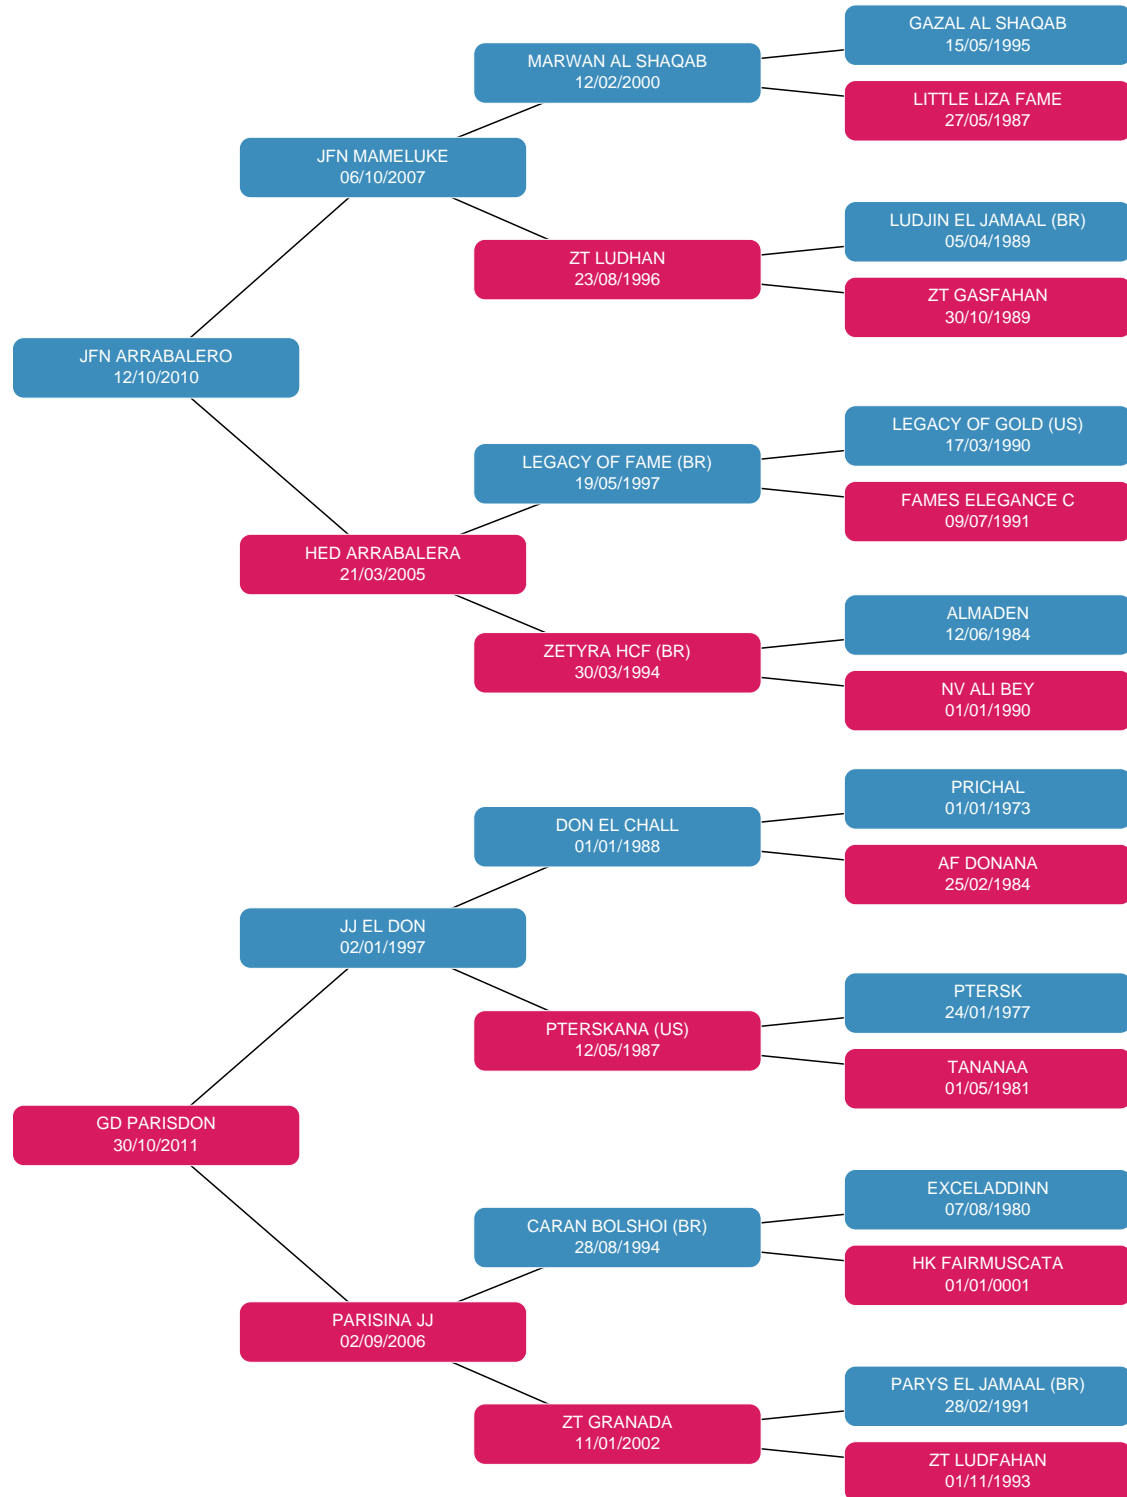 GAZAL AL SHAQAB
15/05/1995
MARWAN AL SHAQAB
12/02/2000
LITTLE LIZA FAME
27/05/1987
JFN MAMELUKE
06/10/2007
LUDJIN EL JAMAAL (BR)
05/04/1989
ZT LUDHAN
23/08/1996
ZT GASFAHAN
30/10/1989
JFN ARRABALERO
12/10/2010
LEGACY OF GOLD (US)
17/03/1990
LEGACY OF FAME (BR)
19/05/1997
FAMES ELEGANCE C
09/07/1991
HED ARRABALERA
21/03/2005
ALMADEN
12/06/1984
ZETYRA HCF (BR)
30/03/1994
NV ALI BEY
01/01/1990
PRICHAL
01/01/1973
DON EL CHALL
01/01/1988
AF DONANA
25/02/1984
JJ EL DON
02/01/1997
PTERSK
24/01/1977
PTERSKANA (US)
12/05/1987
TANANAA
01/05/1981
GD PARISDON
30/10/2011
EXCELADDINN
07/08/1980
CARAN BOLSHOI (BR)
28/08/1994
HK FAIRMUSCATA
01/01/0001
PARISINA JJ
02/09/2006
PARYS EL JAMAAL (BR)
28/02/1991
ZT GRANADA
11/01/2002
ZT LUDFAHAN
01/11/1993